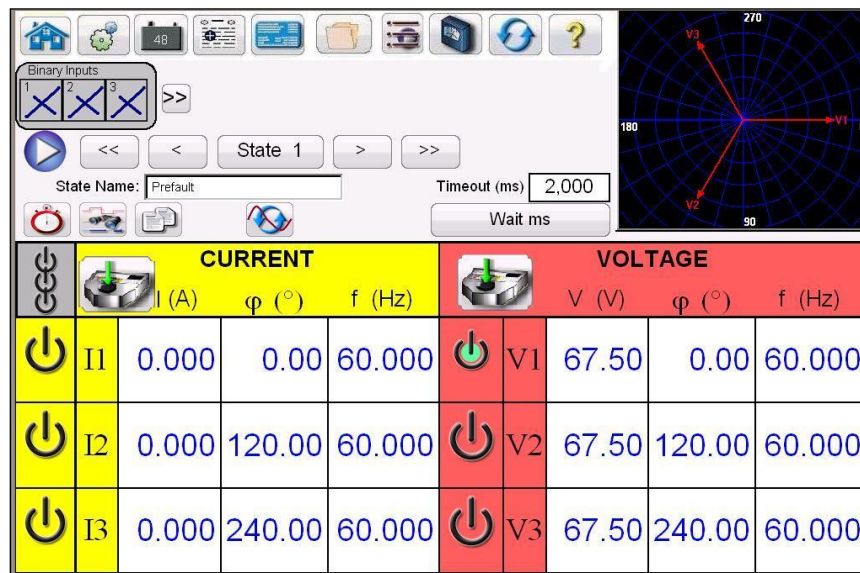 48
270
V3
Binary Inputs
1 2 3
>>
180
V1
<< < State 1 > >>
State Name: Prefault
Timeout (ms) 2,000
V2
Wait ms
90
CURRENT VOLTAGE
I (A) φ (°) f (Hz) V (V) φ (°) f (Hz)
I1 0.000 0.00 60.000 V1 67.50 0.00 60.000
I2 0.000 120.00 60.000 V2 67.50 120.00 60.000
I3 0.000 240.00 60.000 V3 67.50 240.00 60.000